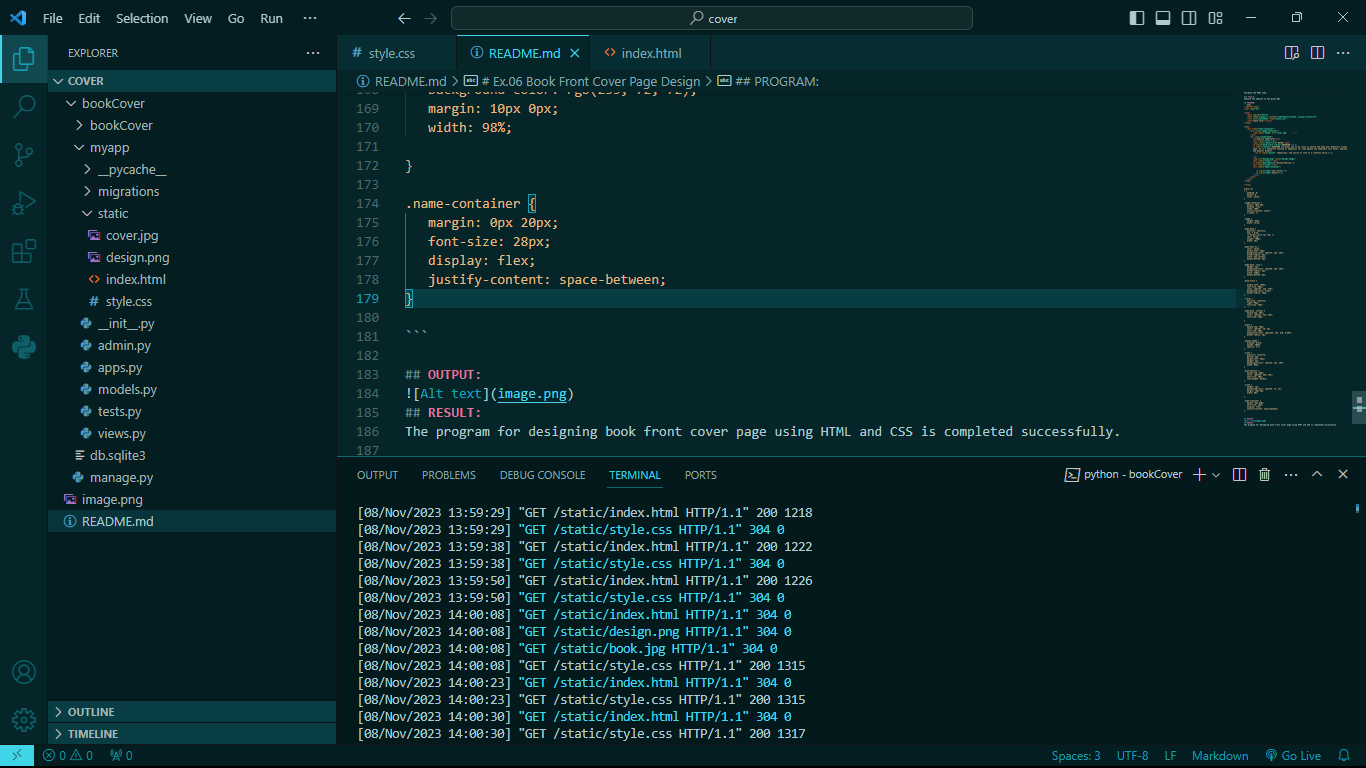 File Edit Selection View Go Run ··· cover
EXPLORER ···
COVER
bookCover
bookCover
myapp
__pycache__
migrations
static
cover.jpg
design.png
index.html
style.css
__init__.py
admin.py
apps.py
models.py
tests.py
views.py
db.sqlite3
manage.py
image.png
README.md
OUTLINE
TIMELINE
style.css README.md index.html
README.md > # Ex.06 Book Front Cover Page Design > ## PROGRAM:
169 margin: 10px 0px;
170 width: 98%;
171
172 }
173
174 .name-container {
175 margin: 0px 20px;
176 font-size: 28px;
177 display: flex;
178 justify-content: space-between;
179 }
180
181 ```
182
183 ## OUTPUT:
184 ![Alt text](image.png)
185 ## RESULT:
186 The program for designing book front cover page using HTML and CSS is completed successfully.
187
OUTPUT PROBLEMS DEBUG CONSOLE TERMINAL PORTS python - bookCover
[08/Nov/2023 13:59:29] "GET /static/index.html HTTP/1.1" 200 1218
[08/Nov/2023 13:59:29] "GET /static/style.css HTTP/1.1" 304 0
[08/Nov/2023 13:59:38] "GET /static/index.html HTTP/1.1" 200 1222
[08/Nov/2023 13:59:38] "GET /static/style.css HTTP/1.1" 304 0
[08/Nov/2023 13:59:50] "GET /static/index.html HTTP/1.1" 200 1226
[08/Nov/2023 13:59:50] "GET /static/style.css HTTP/1.1" 304 0
[08/Nov/2023 14:00:08] "GET /static/index.html HTTP/1.1" 304 0
[08/Nov/2023 14:00:08] "GET /static/design.png HTTP/1.1" 304 0
[08/Nov/2023 14:00:08] "GET /static/book.jpg HTTP/1.1" 304 0
[08/Nov/2023 14:00:08] "GET /static/style.css HTTP/1.1" 200 1315
[08/Nov/2023 14:00:23] "GET /static/index.html HTTP/1.1" 304 0
[08/Nov/2023 14:00:23] "GET /static/style.css HTTP/1.1" 200 1315
[08/Nov/2023 14:00:30] "GET /static/index.html HTTP/1.1" 304 0
[08/Nov/2023 14:00:30] "GET /static/style.css HTTP/1.1" 200 1317
0 0 0 Spaces: 3 UTF-8 LF Markdown Go Live